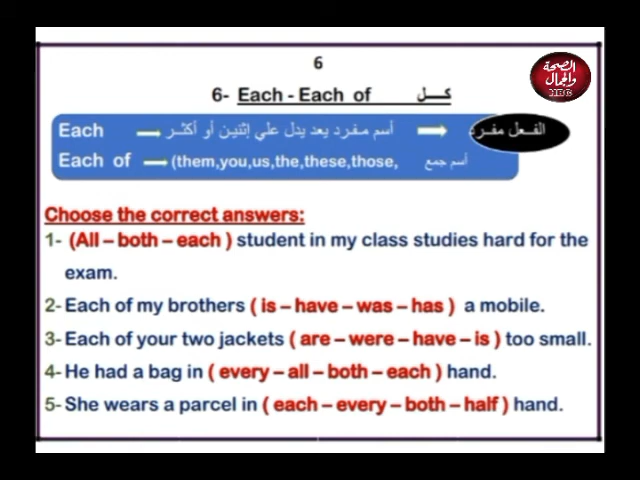 6
الصحة
والجمال
HBC
6- Each - Each of كــل
Each أسم مفرد يعد يدل علي إثنين أو أكثر الفعل مفرد
Each of (them,you,us,the,these,those, أسم جمع
Choose the correct answers:
1- (All – both – each ) student in my class studies hard for the
exam.
2- Each of my brothers ( is – have – was – has ) a mobile.
3- Each of your two jackets ( are – were – have – is ) too small.
4- He had a bag in ( every – all – both – each ) hand.
5- She wears a parcel in ( each – every – both – half ) hand.